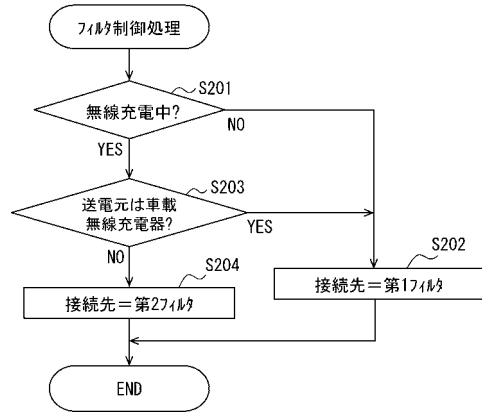 フィルタ制御処理
S201
無線充電中?
NO
YES
S203
送電元は車載
無線充電器?
YES
NO
S204
接続先=第2フィルタ
S202
接続先=第1フィルタ
END